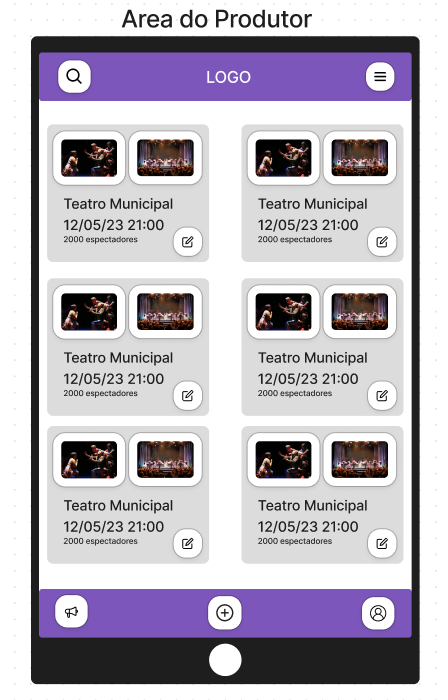 Area do Produtor
LOGO
Teatro Municipal
12/05/23 21:00
2000 espectadores
Teatro Municipal
12/05/23 21:00
2000 espectadores
Teatro Municipal
12/05/23 21:00
2000 espectadores
Teatro Municipal
12/05/23 21:00
2000 espectadores
Teatro Municipal
12/05/23 21:00
2000 espectadores
Teatro Municipal
12/05/23 21:00
2000 espectadores